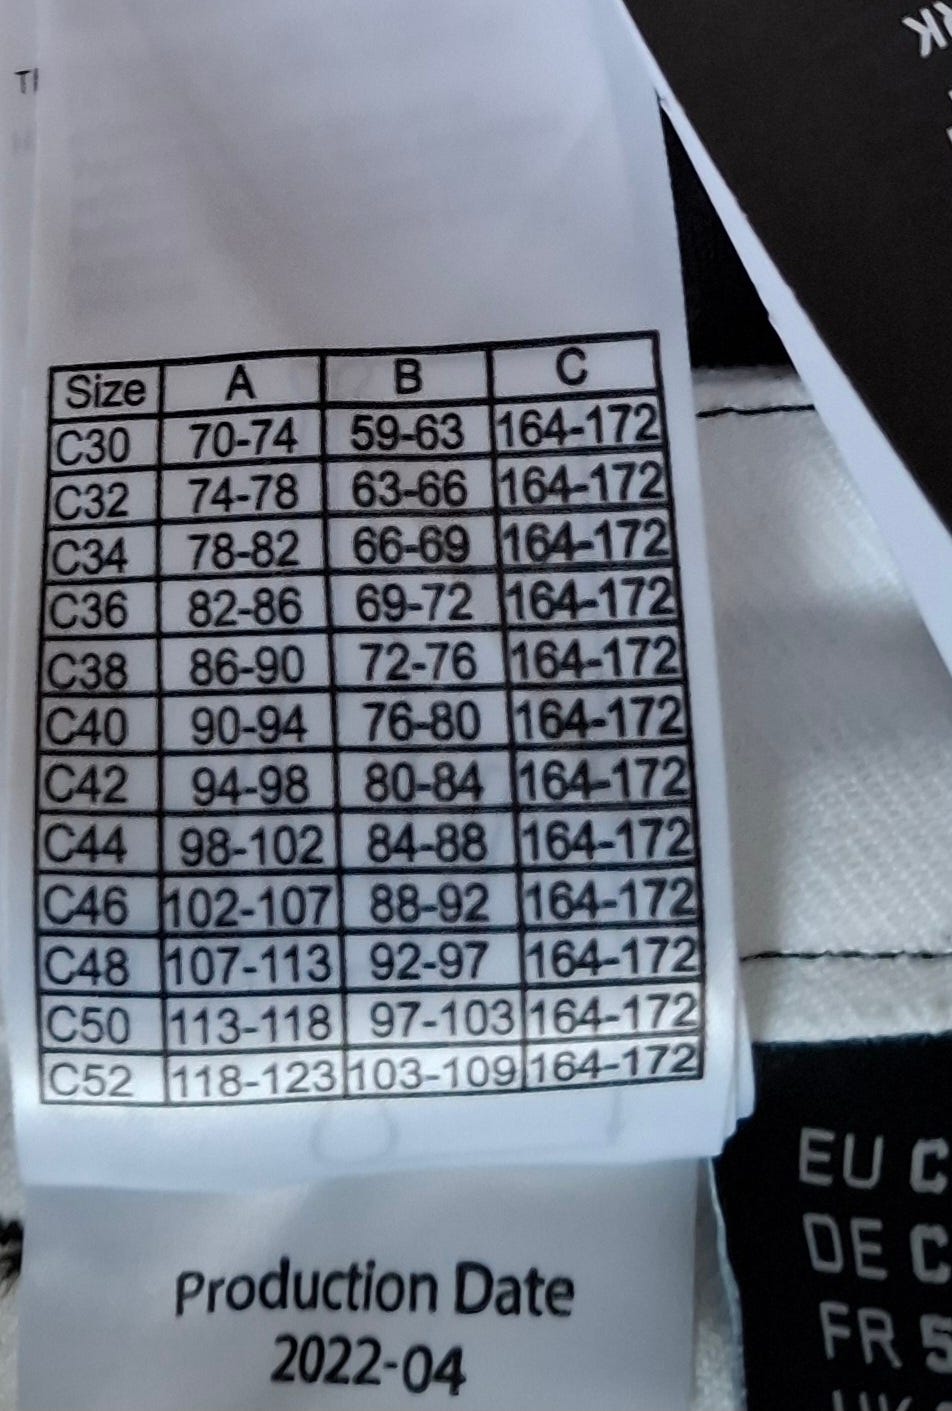 Size A B C
C30 70-74 59-63 164-172
C32 74-78 63-66 164-172
C34 78-82 66-69 164-172
C36 82-86 69-72 164-172
C38 86-90 72-76 164-172
C40 90-94 76-80 164-172
C42 94-98 80-84 164-172
C44 98-102 84-88 164-172
C46 102-107 88-92 164-172
C48 107-113 92-97 164-172
C50 113-118 97-103 164-172
C52 118-123 103-109 164-172
Production Date
2022-04
EU C
DE C
FR 5